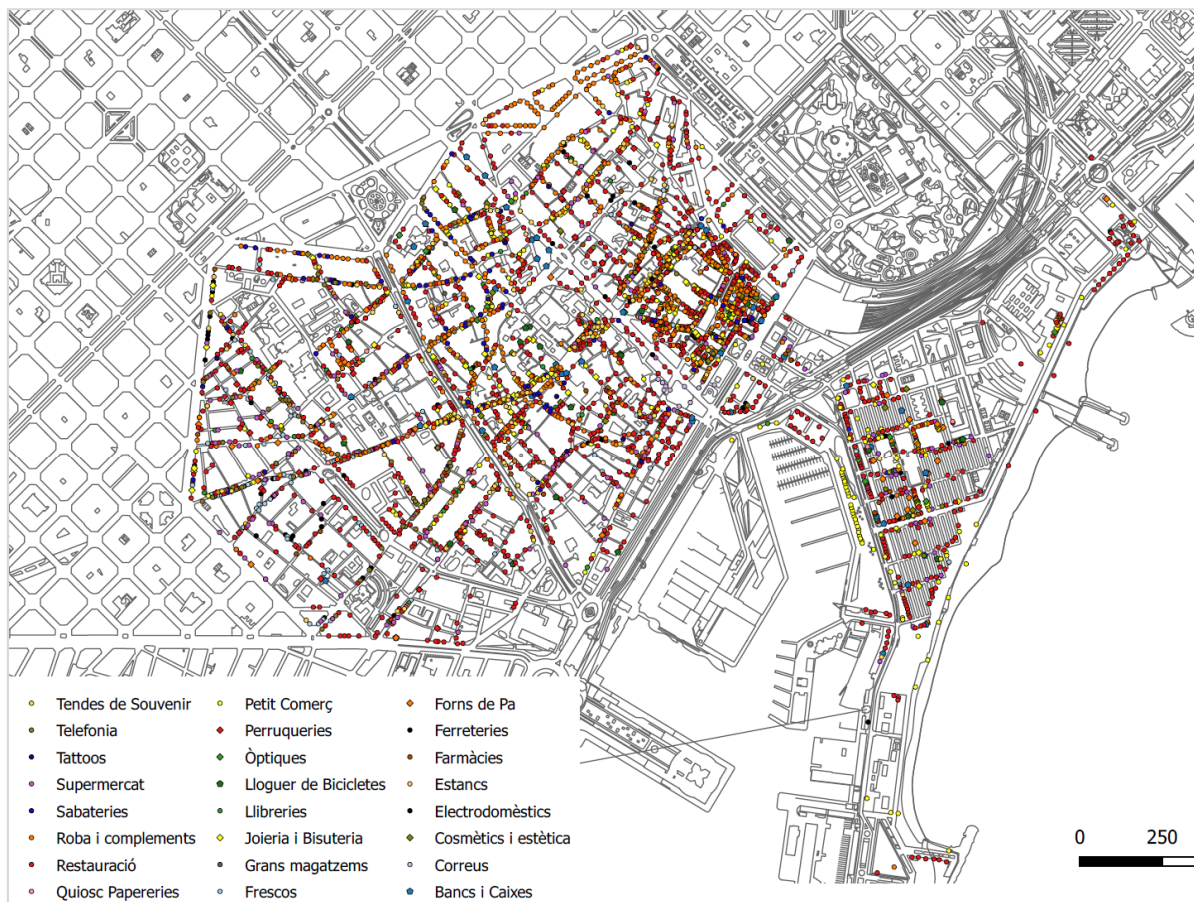 Tendes de Souvenir
Telefonia
Tattoos
Supermercat
Sabateries
Roba i complements
Restauració
Quiosc Papereries
Petit Comerç
Perruqueries
Òptiques
Lloguer de Bicicletes
Llibreries
Joieria i Bisuteria
Grans magatzems
Frescos
Forns de Pa
Ferreteries
Farmàcies
Estancs
Electrodomèstics
Cosmètics i estètica
Correus
Bancs i Caixes
0 250